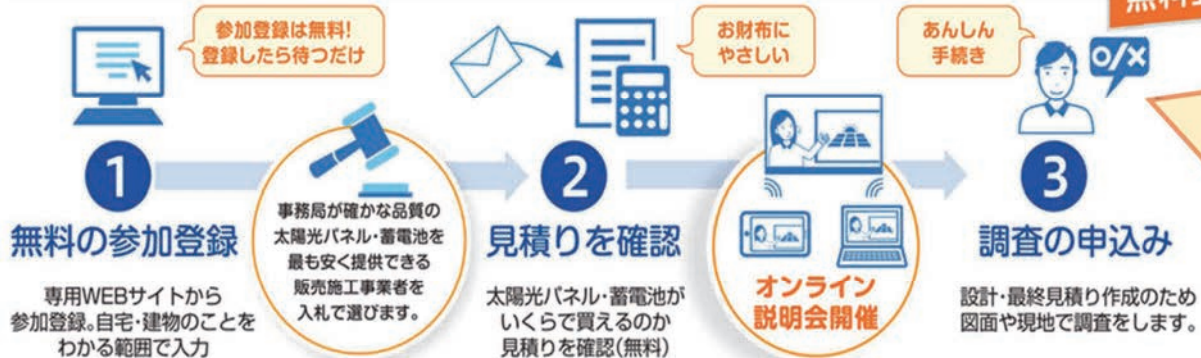 参加登録は無料!
登録したら待つだけ
お財布に
やさしい
あんしん
手続き
○/×
1
無料の参加登録
専用WEBサイトから
参加登録。自宅・建物のことを
わかる範囲で入力
事務局が確かな品質の
太陽光パネル・蓄電池を
最も安く提供できる
販売施工事業者を
入札で選びます。
2
見積りを確認
太陽光パネル・蓄電池が
いくらで買えるのか
見積りを確認(無料)
オンライン
説明会開催
3
調査の申込み
設計・最終見積り作成のため
図面や現地で調査をします。